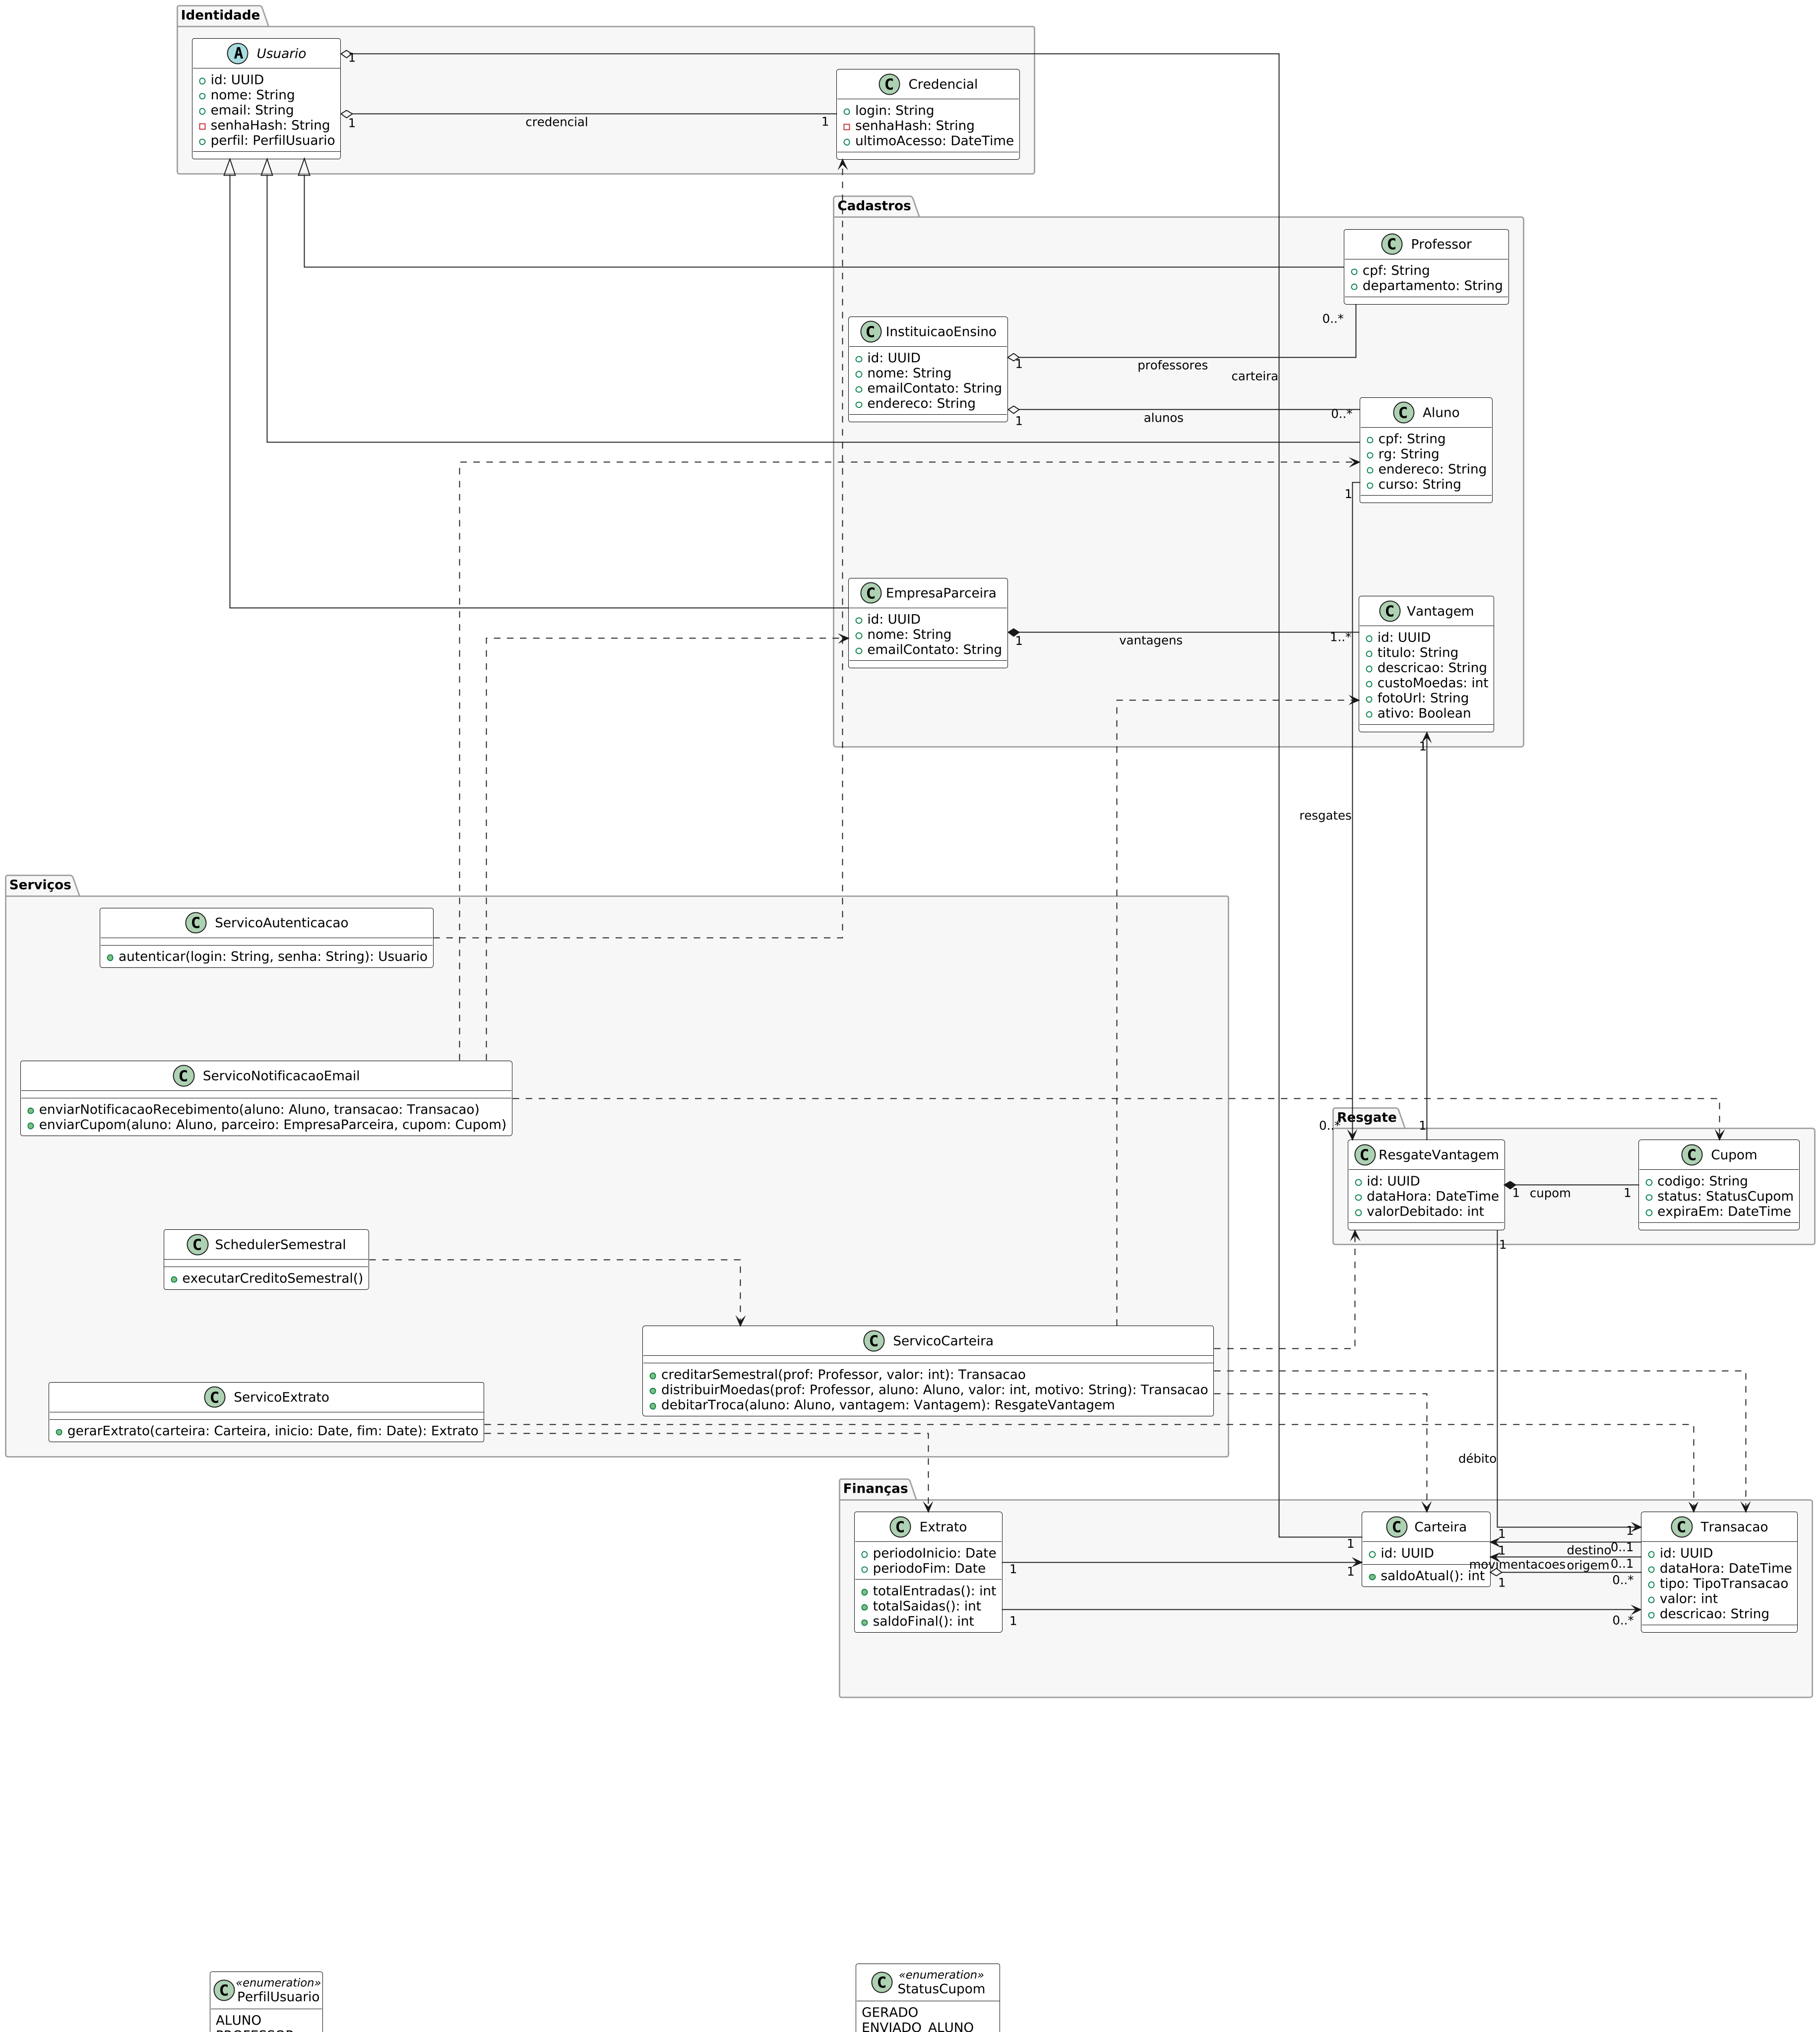 Identidade
A Usuario
id: UUID
nome: String
email: String
senhaHash: String
perfil: PerfilUsuario
1
1
credencial
1
C Credencial
login: String
senhaHash: String
ultimoAcesso: DateTime
Cadastros
C Professor
cpf: String
departamento: String
0..*
C InstituicaoEnsino
id: UUID
nome: String
emailContato: String
endereco: String
1
professores
carteira
1
alunos
0..*
C Aluno
cpf: String
rg: String
endereco: String
curso: String
1
C EmpresaParceira
id: UUID
nome: String
emailContato: String
1
vantagens
1..*
C Vantagem
id: UUID
titulo: String
descricao: String
custoMoedas: int
fotoUrl: String
ativo: Boolean
1
resgates
Serviços
C ServicoAutenticacao
autenticar(login: String, senha: String): Usuario
C ServicoNotificacaoEmail
enviarNotificacaoRecebimento(aluno: Aluno, transacao: Transacao)
enviarCupom(aluno: Aluno, parceiro: EmpresaParceira, cupom: Cupom)
Resgate
0..*
1
C ResgateVantagem
id: UUID
dataHora: DateTime
valorDebitado: int
1
cupom
1
C Cupom
codigo: String
status: StatusCupom
expiraEm: DateTime
1
C SchedulerSemestral
executarCreditoSemestral()
C ServicoCarteira
creditarSemestral(prof: Professor, valor: int): Transacao
distribuirMoedas(prof: Professor, aluno: Aluno, valor: int, motivo: String): Transacao
debitarTroca(aluno: Aluno, vantagem: Vantagem): ResgateVantagem
C ServicoExtrato
gerarExtrato(carteira: Carteira, inicio: Date, fim: Date): Extrato
débito
Finanças
C Extrato
periodoInicio: Date
periodoFim: Date
totalEntradas(): int
totalSaidas(): int
saldoFinal(): int
1
1
1
1
C Carteira
id: UUID
saldoAtual(): int
1
1
1
destino
movimentacoes
origem
1
0..1
0..1
0..*
0..*
C Transacao
id: UUID
dataHora: DateTime
tipo: TipoTransacao
valor: int
descricao: String
C «enumeration»
PerfilUsuario
ALUNO
PROFESSOR
C «enumeration»
StatusCupom
GERADO
ENVIADO_ALUNO